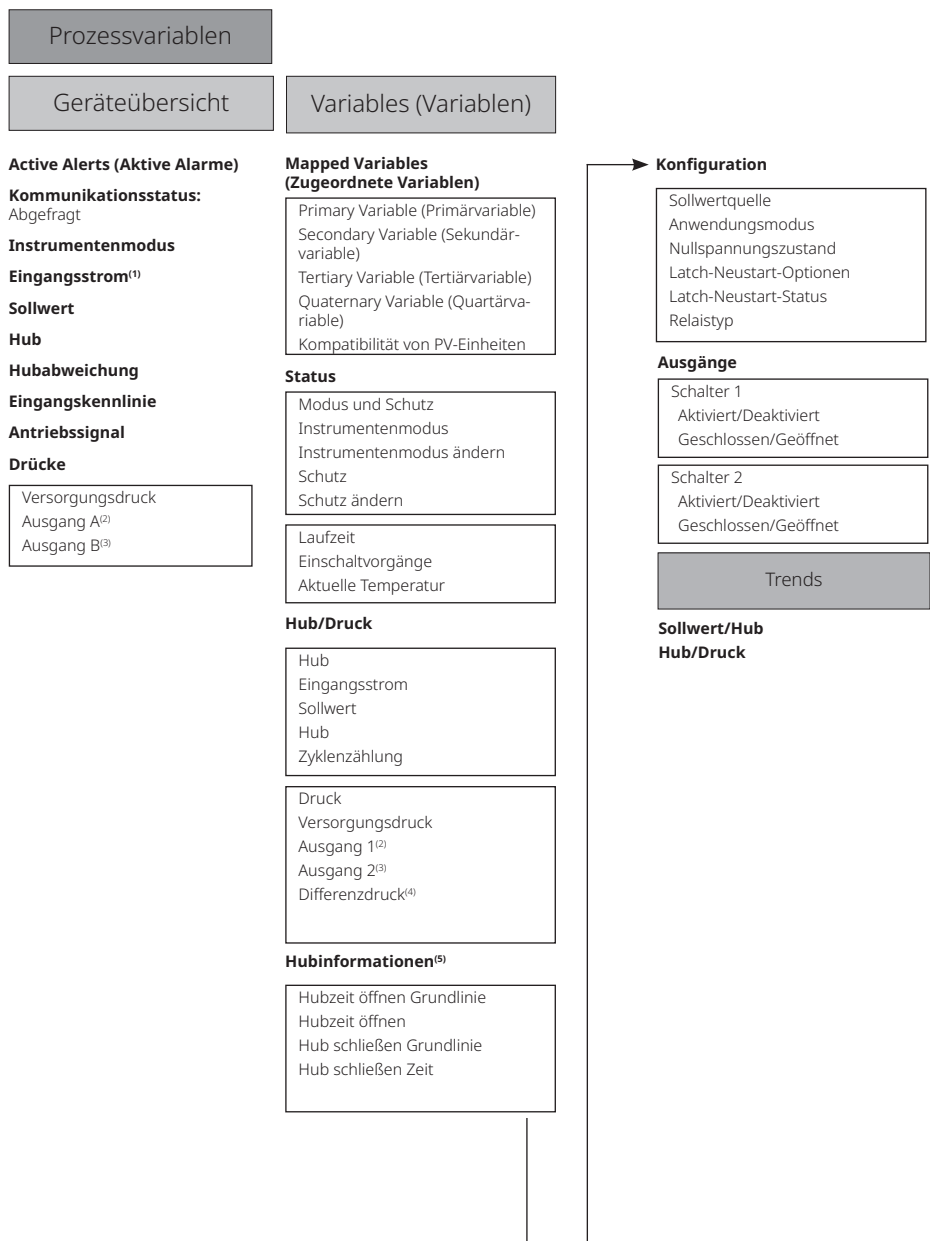 Prozessvariablen
Geräteübersicht
Active Alerts (Aktive Alarme)
Kommunikationsstatus:
Abgefragt
Instrumentenmodus
Eingangsstrom(1)
Sollwert
Hub
Hubabweichung
Eingangskennlinie
Antriebssignal
Drücke
Versorgungsdruck
Ausgang A(2)
Ausgang B(3)
Variables (Variablen)
Mapped Variables
(Zugeordnete Variablen)
Primary Variable (Primärvariable)
Secondary Variable (Sekundär-
variable)
Tertiary Variable (Tertiärvariable)
Quaternary Variable (Quartärva-
riable)
Kompatibilität von PV-Einheiten
Status
Modus und Schutz
Instrumentenmodus
Instrumentenmodus ändern
Schutz
Schutz ändern
Laufzeit
Einschaltvorgänge
Aktuelle Temperatur
Hub/Druck
Hub
Eingangsstrom
Sollwert
Hub
Zyklenzählung
Druck
Versorgungsdruck
Ausgang 1(2)
Ausgang 2(3)
Differenzdruck(4)
Hubinformationen(5)
Hubzeit öffnen Grundlinie
Hubzeit öffnen
Hub schließen Grundlinie
Hub schließen Zeit
Konfiguration
Sollwertquelle
Anwendungsmodus
Nullspannungszustand
Latch-Neustart-Optionen
Latch-Neustart-Status
Relaistyp
Ausgänge
Schalter 1
Aktiviert/Deaktiviert
Geschlossen/Geöffnet
Schalter 2
Aktiviert/Deaktiviert
Geschlossen/Geöffnet
Trends
Sollwert/Hub
Hub/Druck